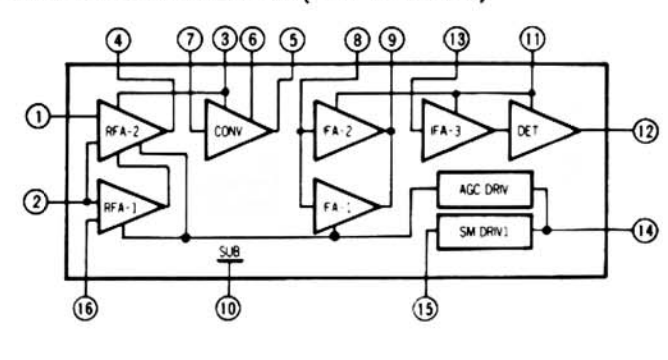 4 7 3 6 5 8 9 13 11
1 RFA-2 CONV IFA-2 IFA-3 DET 12
2 RFA-1 IFA-1 AGC DRIV
SM DRV1 14
SUB
16 10 15